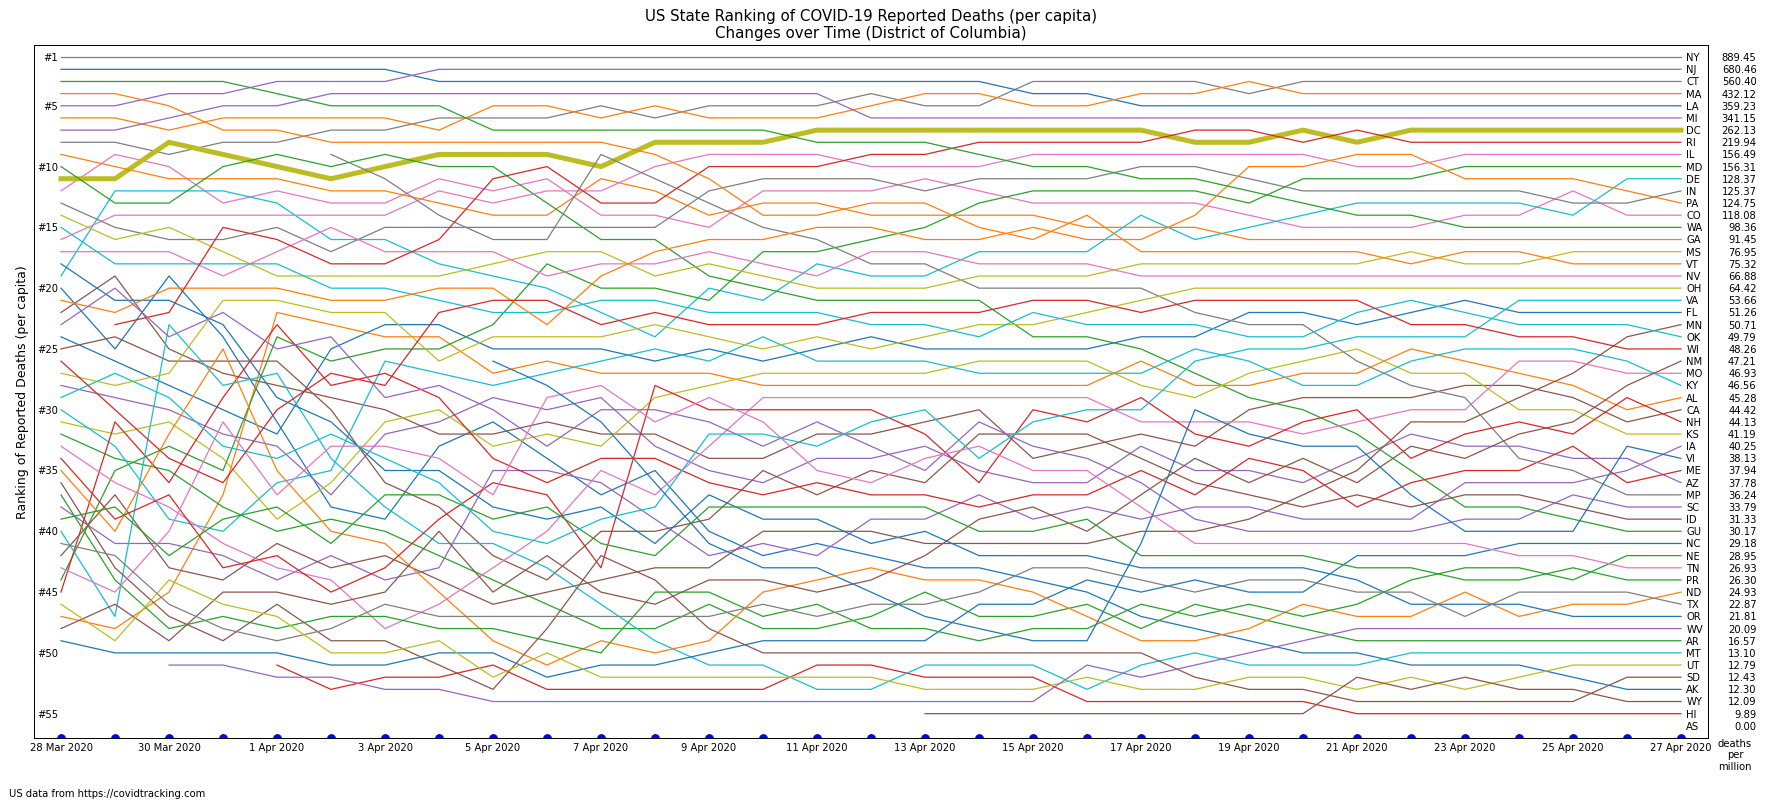 US State Ranking of COVID-19 Reported Deaths (per capita)
Changes over Time (District of Columbia)
Ranking of Reported Deaths (per capita)
#1
#5
#10
#15
#20
#25
#30
#35
#40
#45
#50
#55
NY 889.45
NJ 680.46
CT 560.40
MA 432.12
LA 359.23
MI 341.15
DC 262.13
RI 219.94
IL 156.49
MD 156.31
DE 128.37
IN 125.37
PA 124.75
CO 118.08
WA 98.36
GA 91.45
MS 76.95
VT 75.32
NV 66.88
OH 64.42
VA 53.66
FL 51.26
MN 50.71
OK 49.79
WI 48.26
NM 47.21
MO 46.93
KY 46.56
AL 45.28
CA 44.42
NH 44.13
KS 41.19
IA 40.25
VI 38.13
ME 37.94
AZ 37.78
MP 36.24
SC 33.79
ID 31.33
GU 30.17
NC 29.18
NE 28.95
TN 26.93
PR 26.30
ND 24.93
TX 22.87
OR 21.81
WV 20.09
AR 16.57
MT 13.10
UT 12.79
SD 12.43
AK 12.30
WY 12.09
HI 9.89
AS 0.00
28 Mar 2020 30 Mar 2020 1 Apr 2020 3 Apr 2020 5 Apr 2020 7 Apr 2020 9 Apr 2020 11 Apr 2020 13 Apr 2020 15 Apr 2020 17 Apr 2020 19 Apr 2020 21 Apr 2020 23 Apr 2020 25 Apr 2020 27 Apr 2020
deaths
per
million
US data from https://covidtracking.com